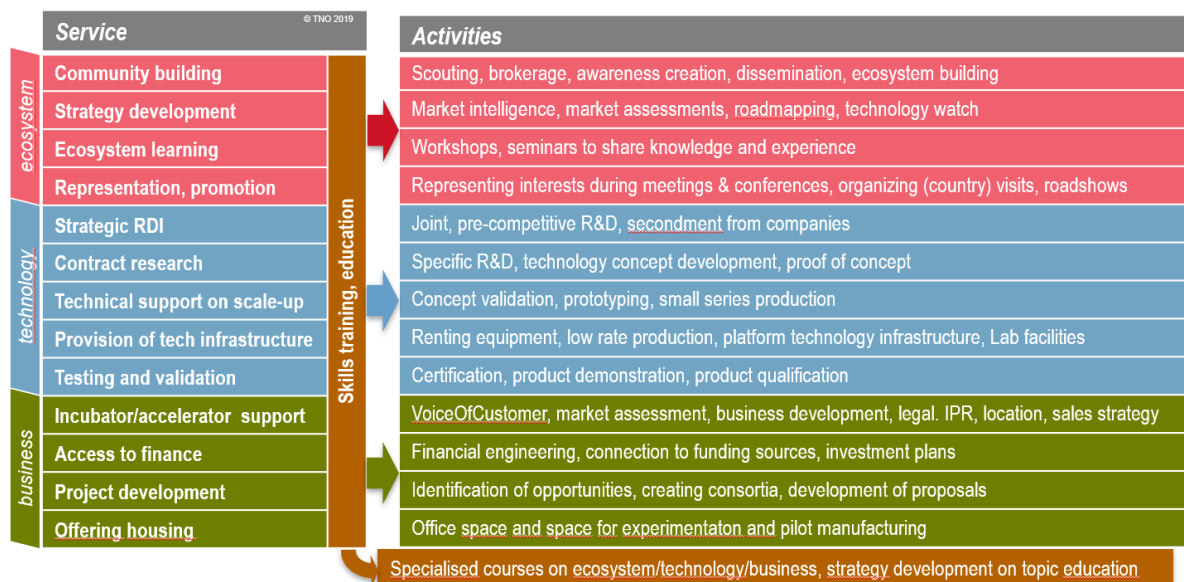 © TNO 2019
Service
Activities
ecosystem
Community building
Scouting, brokerage, awareness creation, dissemination, ecosystem building
Strategy development
Market intelligence, market assessments, roadmapping, technology watch
Ecosystem learning
Workshops, seminars to share knowledge and experience
Representation, promotion
Representing interests during meetings & conferences, organizing (country) visits, roadshows
technology
Strategic RDI
Joint, pre-competitive R&D, secondment from companies
Contract research
Specific R&D, technology concept development, proof of concept
Technical support on scale-up
Concept validation, prototyping, small series production
Provision of tech infrastructure
Renting equipment, low rate production, platform technology infrastructure, Lab facilities
Testing and validation
Certification, product demonstration, product qualification
business
Incubator/accelerator support
VoiceOfCustomer, market assessment, business development, legal. IPR, location, sales strategy
Access to finance
Financial engineering, connection to funding sources, investment plans
Project development
Identification of opportunities, creating consortia, development of proposals
Offering housing
Office space and space for experimentaton and pilot manufacturing
Skills training, education
Specialised courses on ecosystem/technology/business, strategy development on topic education